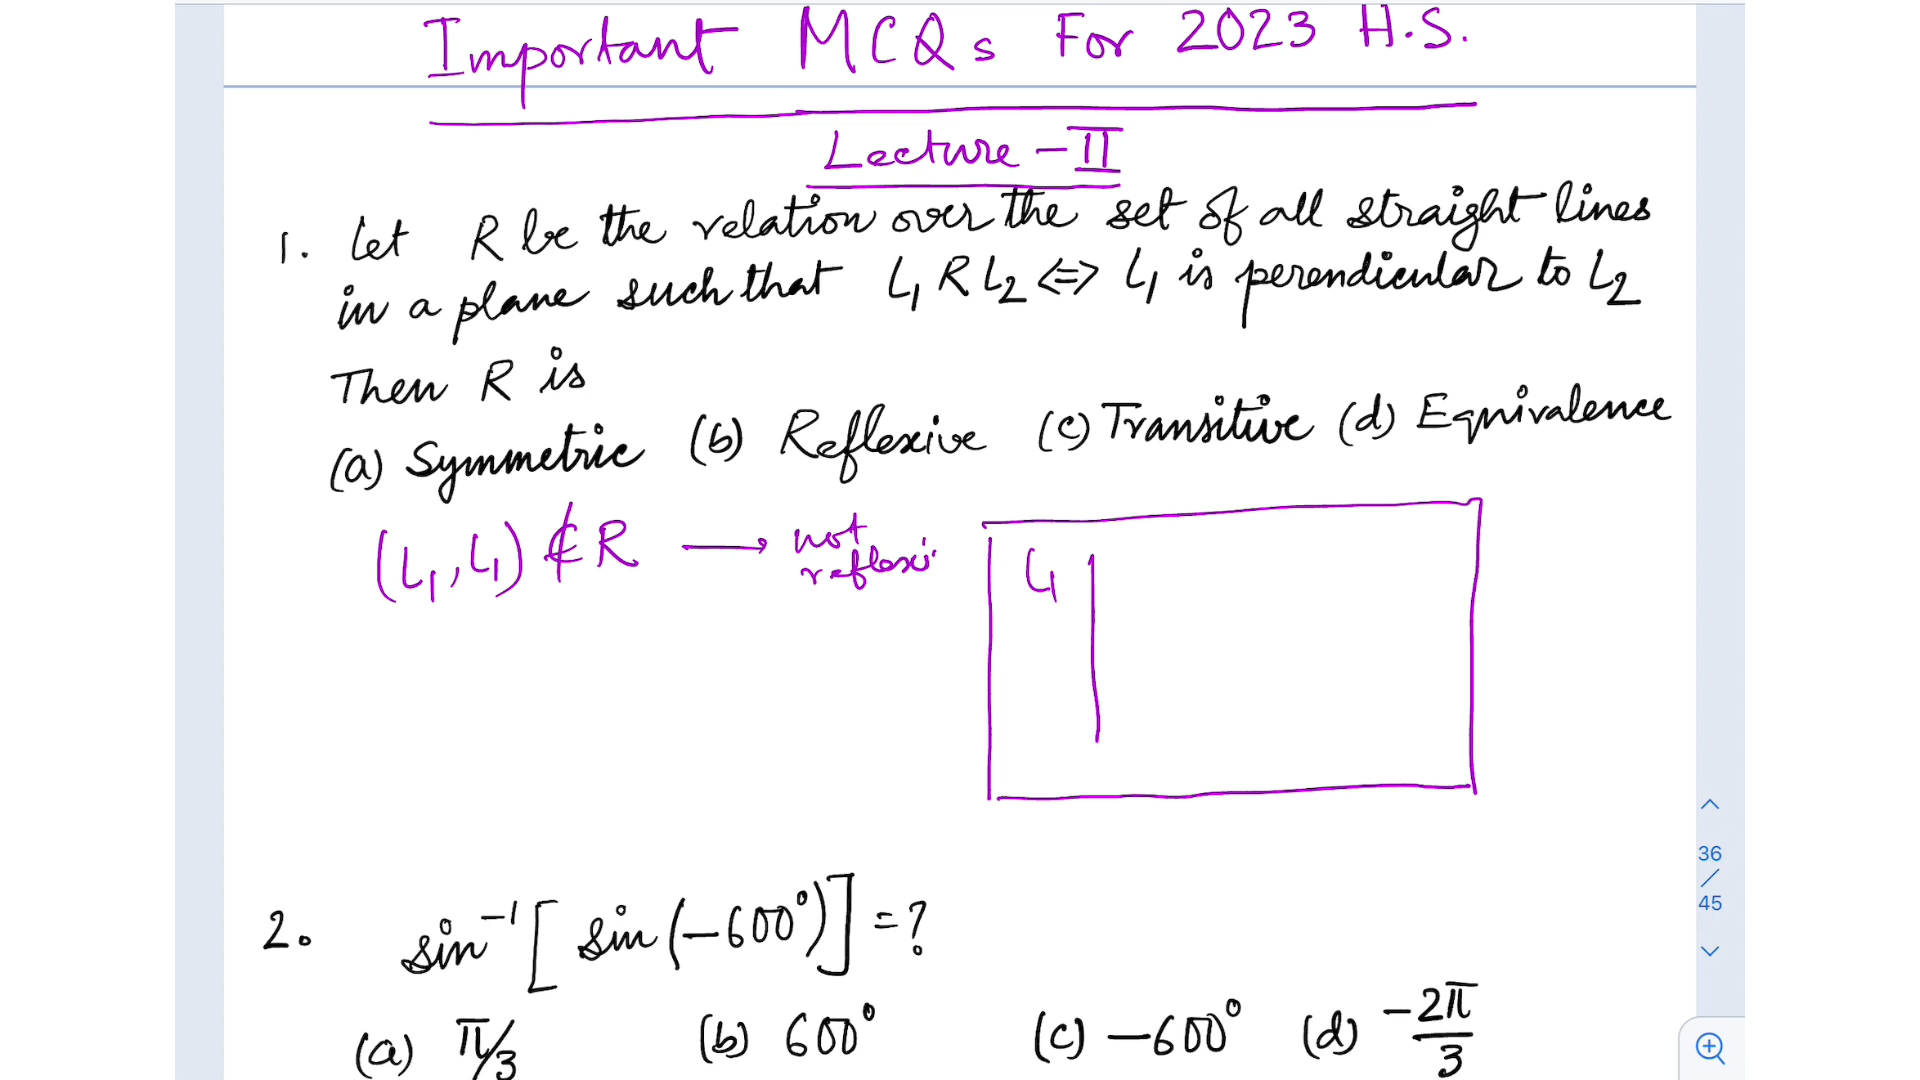 Important MCQs For 2023 H.S.
Lecture - II
1. Let R be the relation over the set of all straight lines
in a plane such that L₁ R L₂ <=> L₁ is perendicular to L₂
Then R is
(a) Symmetric (b) Reflexive (c) Transitive (d) Equivalence
(L₁, L₁) ∉ R ⟶ not
reflexi
L₁
2. sin⁻¹[ sin (-600°)] = ?
(a) π/3 (b) 600° (c) -600° (d) -2π/3
36
/
45